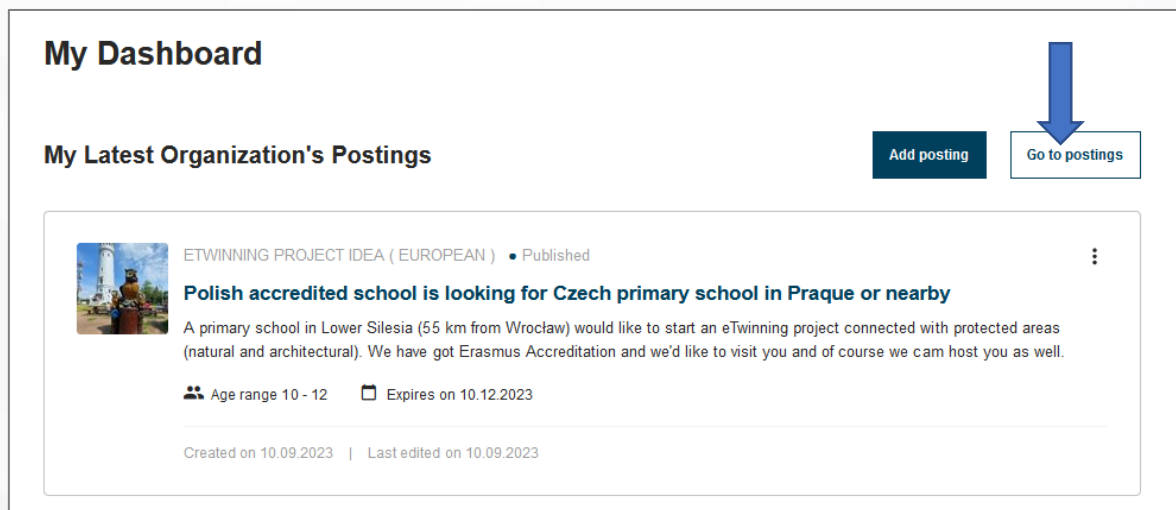 My Dashboard
My Latest Organization's Postings
Add posting
Go to postings
ETWINNING PROJECT IDEA ( EUROPEAN ) • Published
Polish accredited school is looking for Czech primary school in Praque or nearby
A primary school in Lower Silesia (55 km from Wrocław) would like to start an eTwinning project connected with protected areas
(natural and architectural). We have got Erasmus Accreditation and we'd like to visit you and of course we cam host you as well.
Age range 10 - 12 Expires on 10.12.2023
Created on 10.09.2023 | Last edited on 10.09.2023